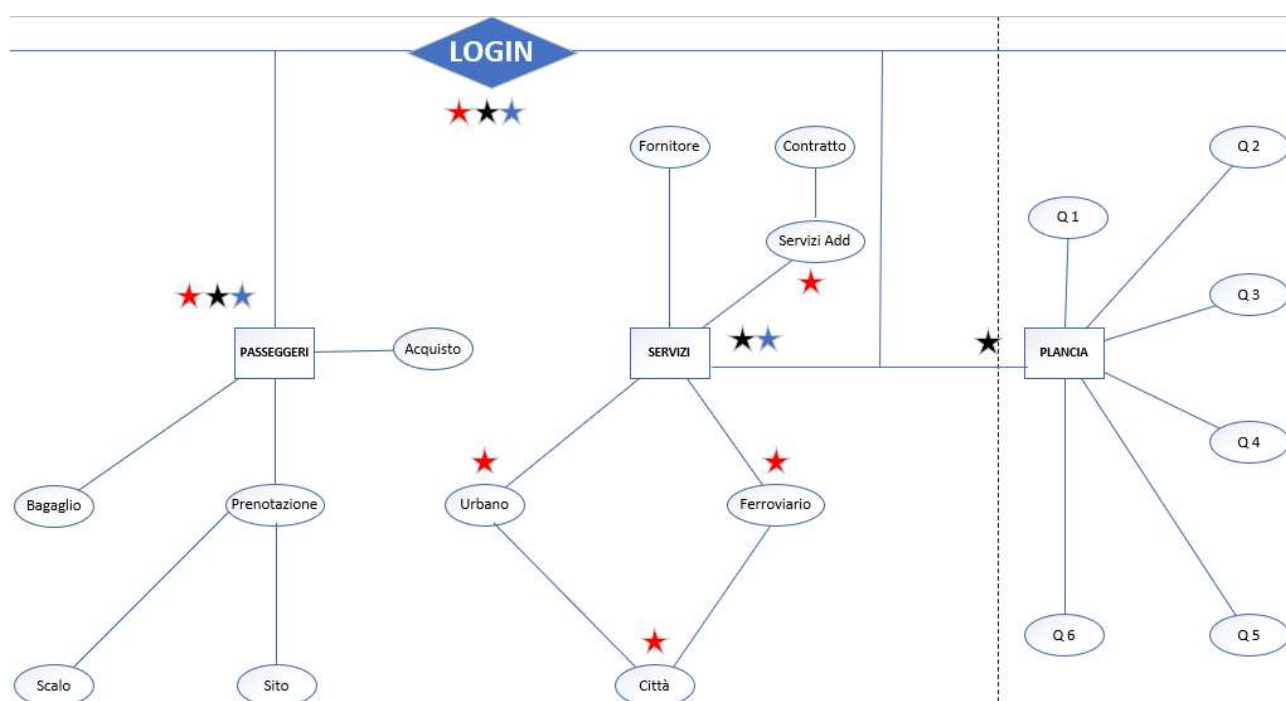 LOGIN
Fornitore
Contratto
Q 2
Q 1
Servizi Add
Q 3
PASSEGGERI
Acquisto
SERVIZI
PLANCIA
Q 4
Bagaglio
Prenotazione
Urbano
Ferroviario
Q 6
Q 5
Scalo
Sito
Città